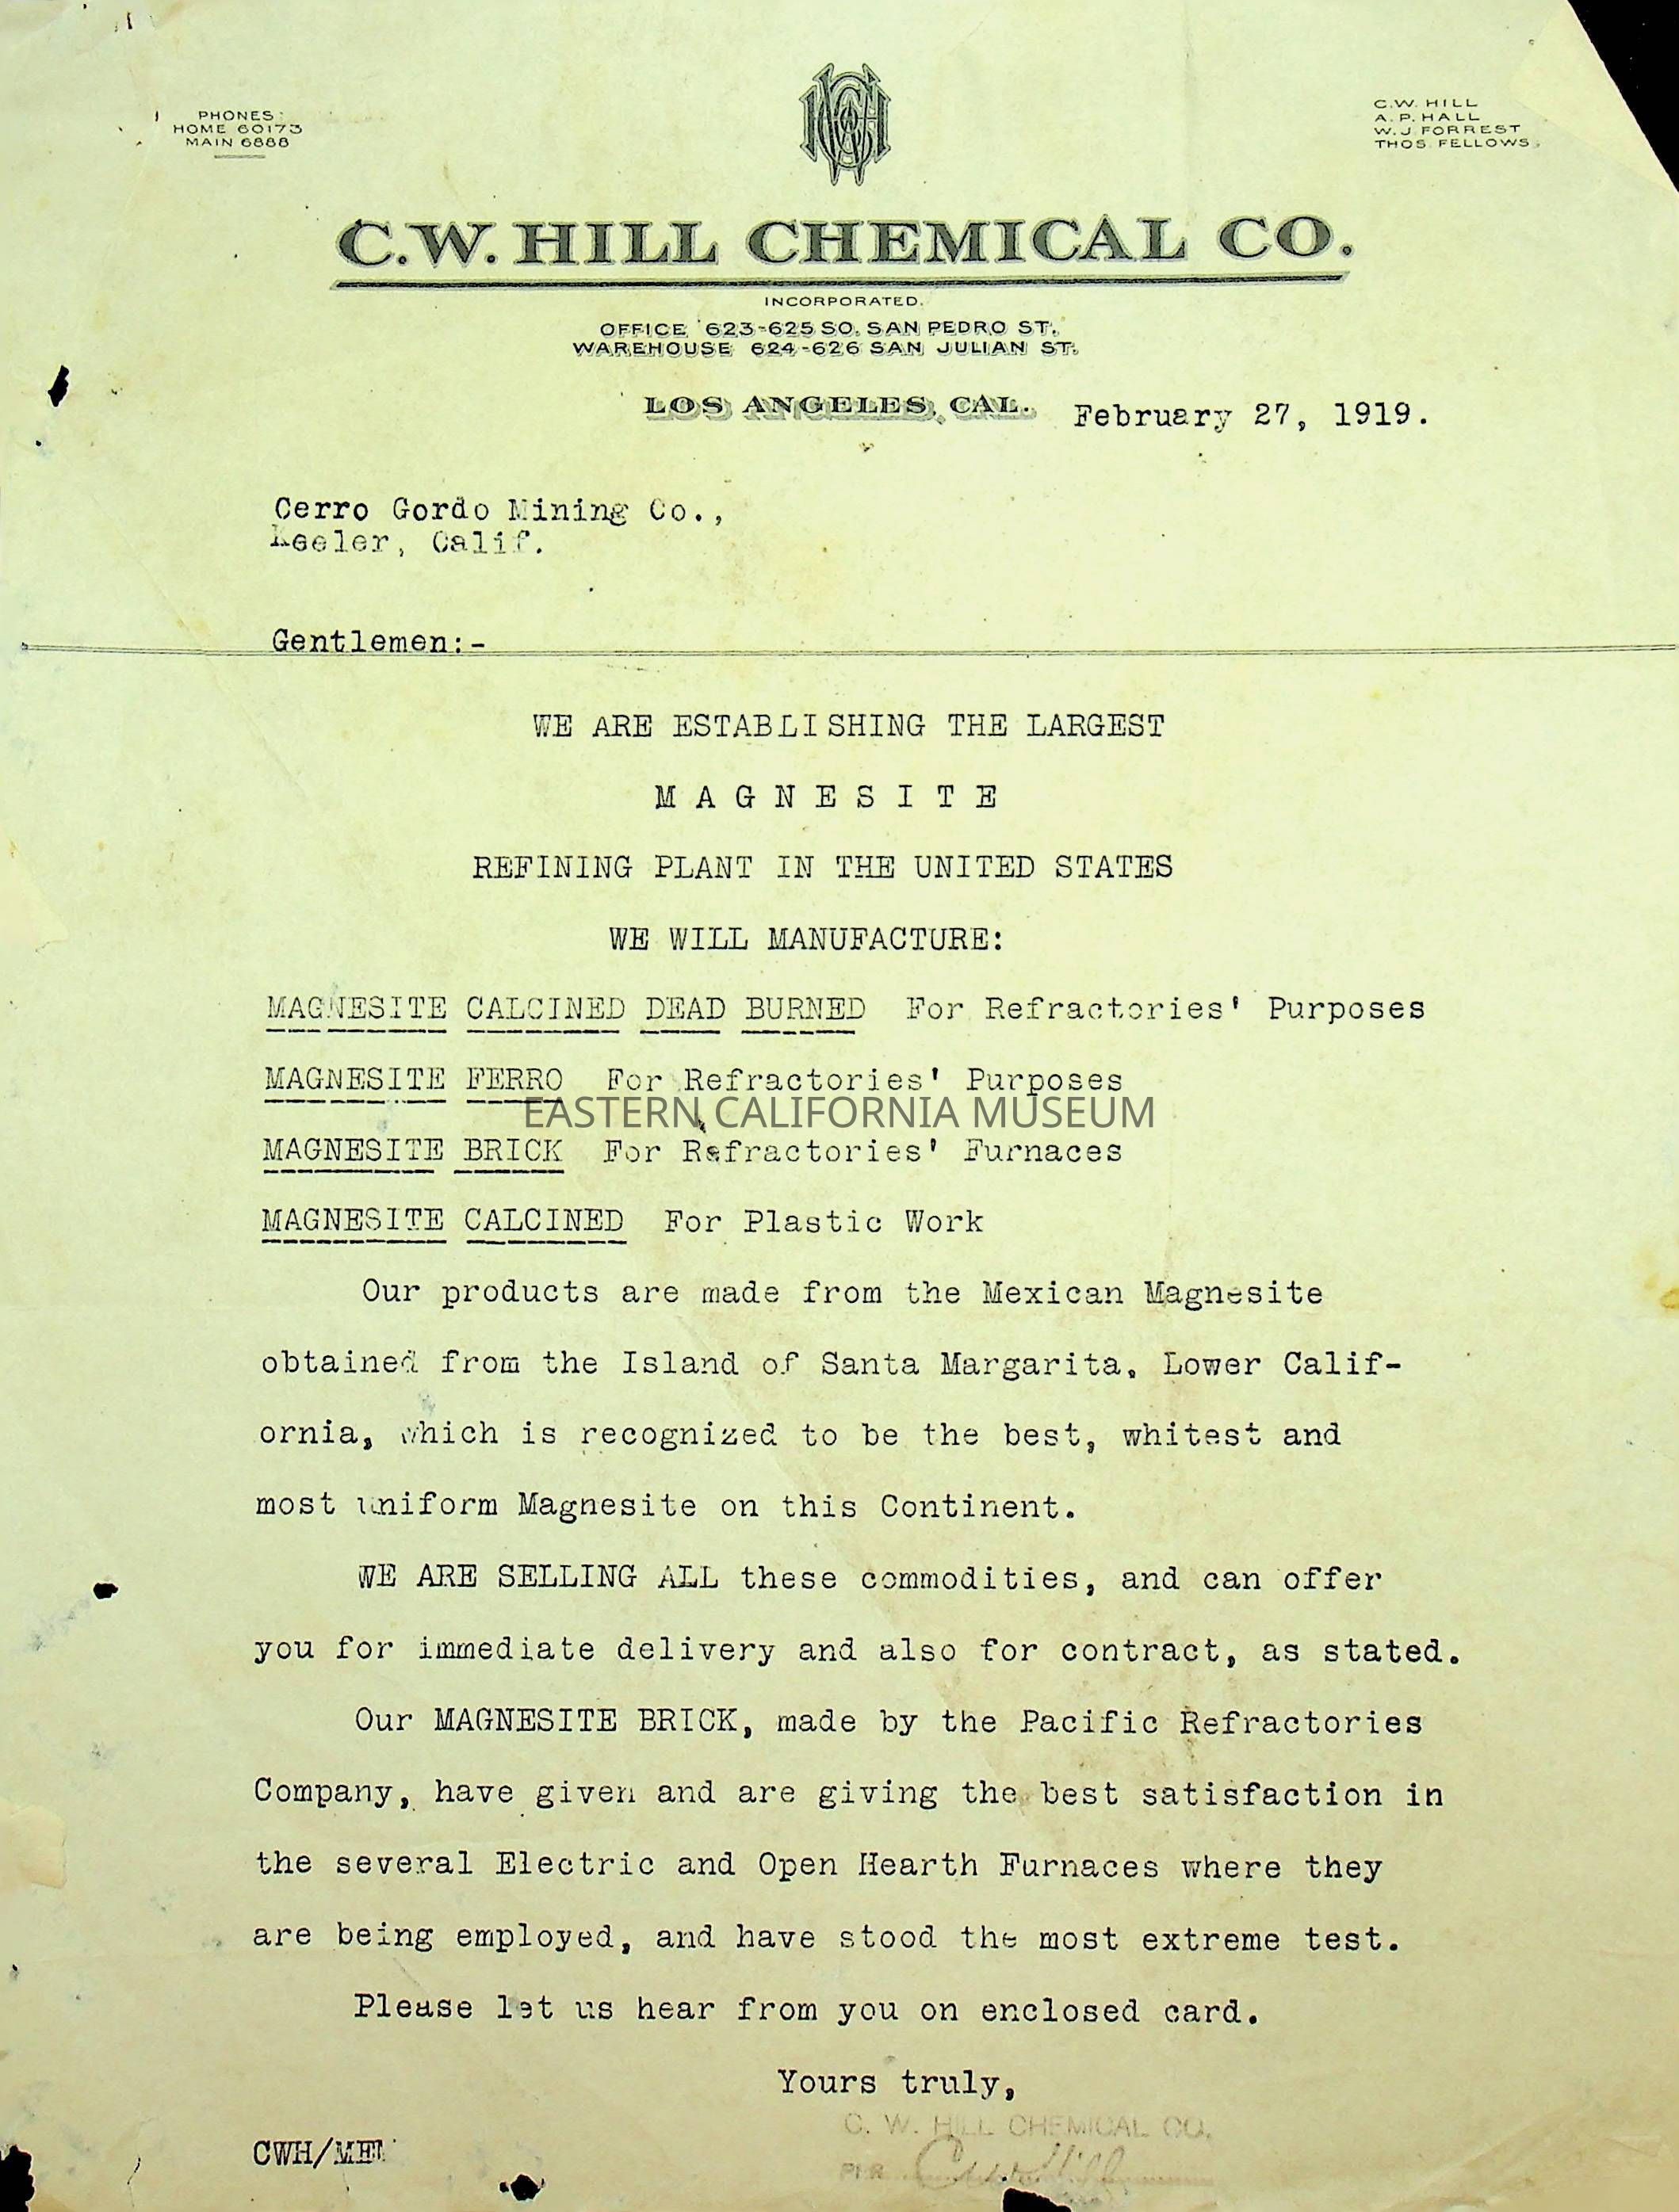 PHONES:
HOME 60173
MAIN 6888
C.W. HILL
A.P. HALL
W.J. FORREST
THOS. FELLOWS.
C.W. HILL CHEMICAL CO.
INCORPORATED.
OFFICE 623-625 SO. SAN PEDRO ST.
WAREHOUSE 624-626 SAN JULIAN ST.
LOS ANGELES, CAL. February 27, 1919.
Cerro Gordo Mining Co.,
Keeler, Calif.
Gentlemen:-
WE ARE ESTABLISHING THE LARGEST
M A G N E S I T E
REFINING PLANT IN THE UNITED STATES
WE WILL MANUFACTURE:
MAGNESITE CALCINED DEAD BURNED For Refractories' Purposes
MAGNESITE FERRO For Refractories' Purposes
EASTERN CALIFORNIA MUSEUM
MAGNESITE BRICK For Refractories' Furnaces
MAGNESITE CALCINED For Plastic Work
Our products are made from the Mexican Magnesite
obtained from the Island of Santa Margarita, Lower Calif-
ornia, which is recognized to be the best, whitest and
most uniform Magnesite on this Continent.
WE ARE SELLING ALL these commodities, and can offer
you for immediate delivery and also for contract, as stated.
Our MAGNESITE BRICK, made by the Pacific Refractories
Company, have given and are giving the best satisfaction in
the several Electric and Open Hearth Furnaces where they
are being employed, and have stood the most extreme test.
Please let us hear from you on enclosed card.
Yours truly,
C. W. HILL CHEMICAL CO.
CWH/
PER C.W. Hill